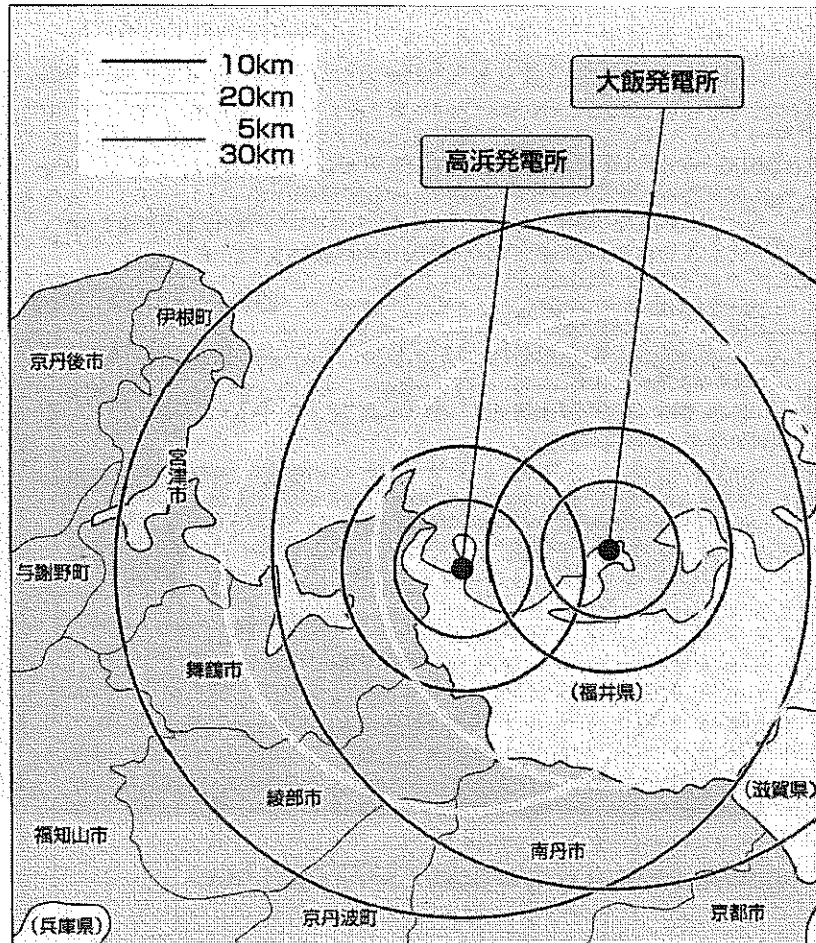 10km
20km
5km
30km
大飯発電所
高浜発電所
伊根町
京丹後市
宮津市
与謝野町
舞鶴市
(福井県)
綾部市
(滋賀県)
福知山市
南丹市
京丹波町
京都市
(兵庫県)